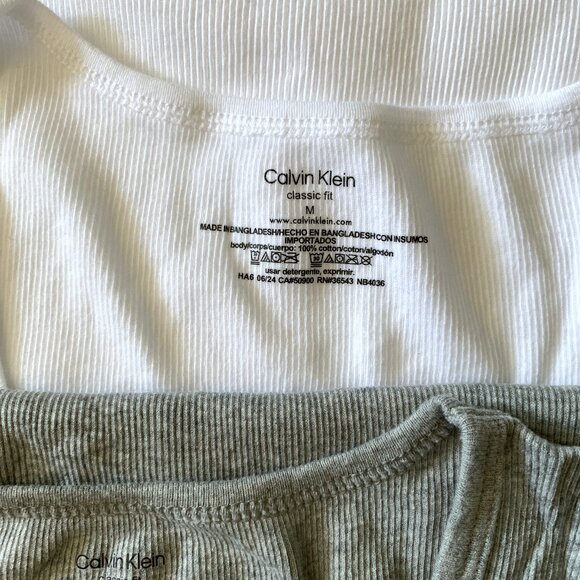 Calvin Klein
classic fit
M
www.calvinklein.com
MADE IN BANGLADESH/HECHO EN BANGLADESH CON INSUMOS
IMPORTADOS
body/corps/cuerpo: 100% cotton/coton/algosón
usar detergente, exprimir.
HA6 06/24 CA#50900 RN#36543 NB4036
Calvin Klein